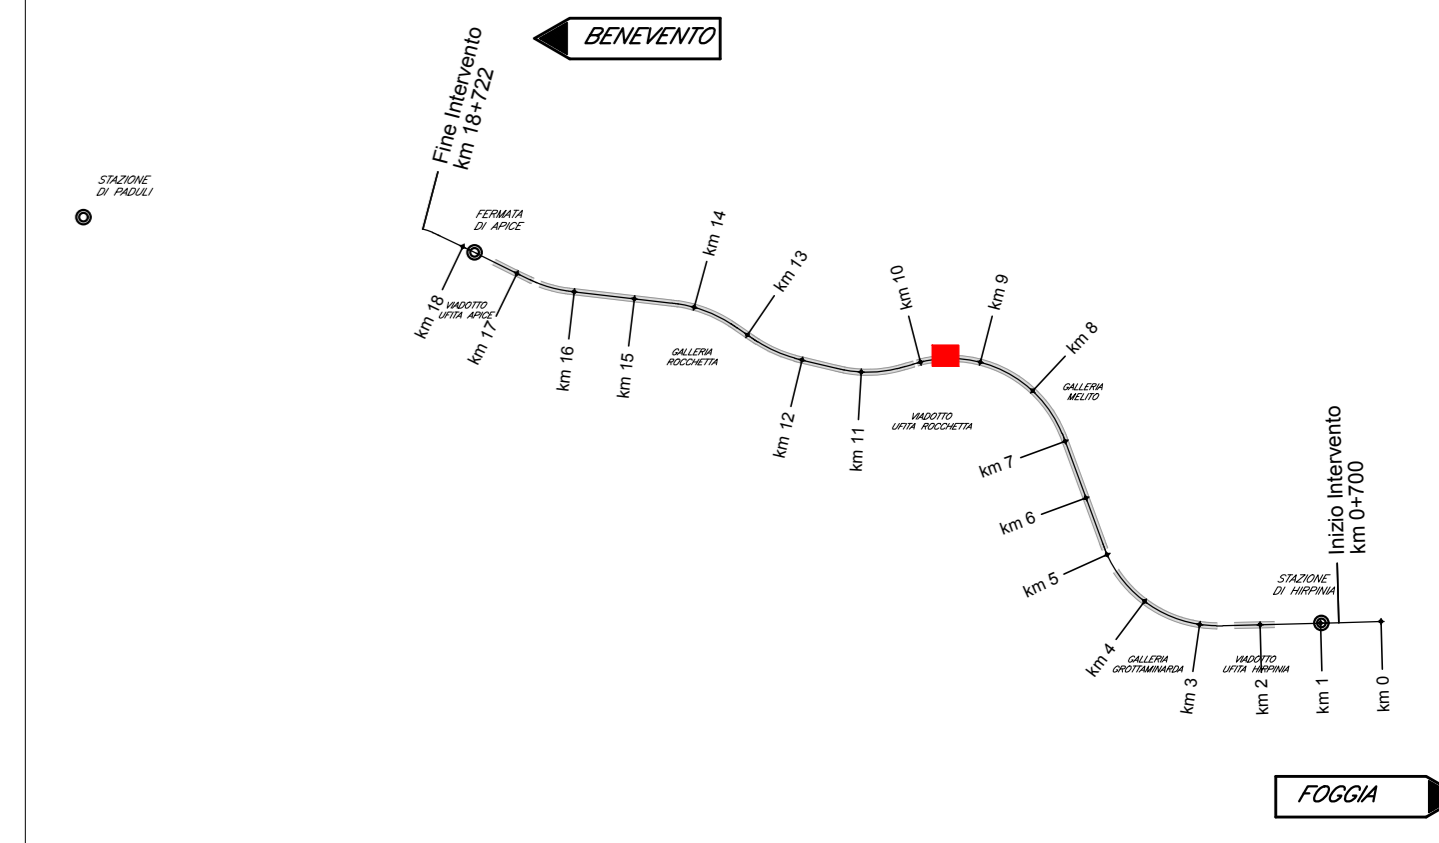 BENEVENTO
Fine Intervento
km 18+722
STAZIONE
DI PADULI
FERMATA
DI APICE
km 18
VIADOTTO
UFITA APICE
km 17
km 16
km 15
km 14
GALLERIA
ROCCHETTA
km 13
km 12
km 11
km 10
VIADOTTO
UFITA ROCCHETTA
km 9
km 8
GALLERIA
MELITO
km 7
km 6
km 5
km 4
GALLERIA
GROTTAMINARDA
km 3
VIADOTTO
UFITA HIRPINIA
km 2
STAZIONE
DI HIRPINIA
km 1
Inizio Intervento
km 0+700
km 0
FOGGIA